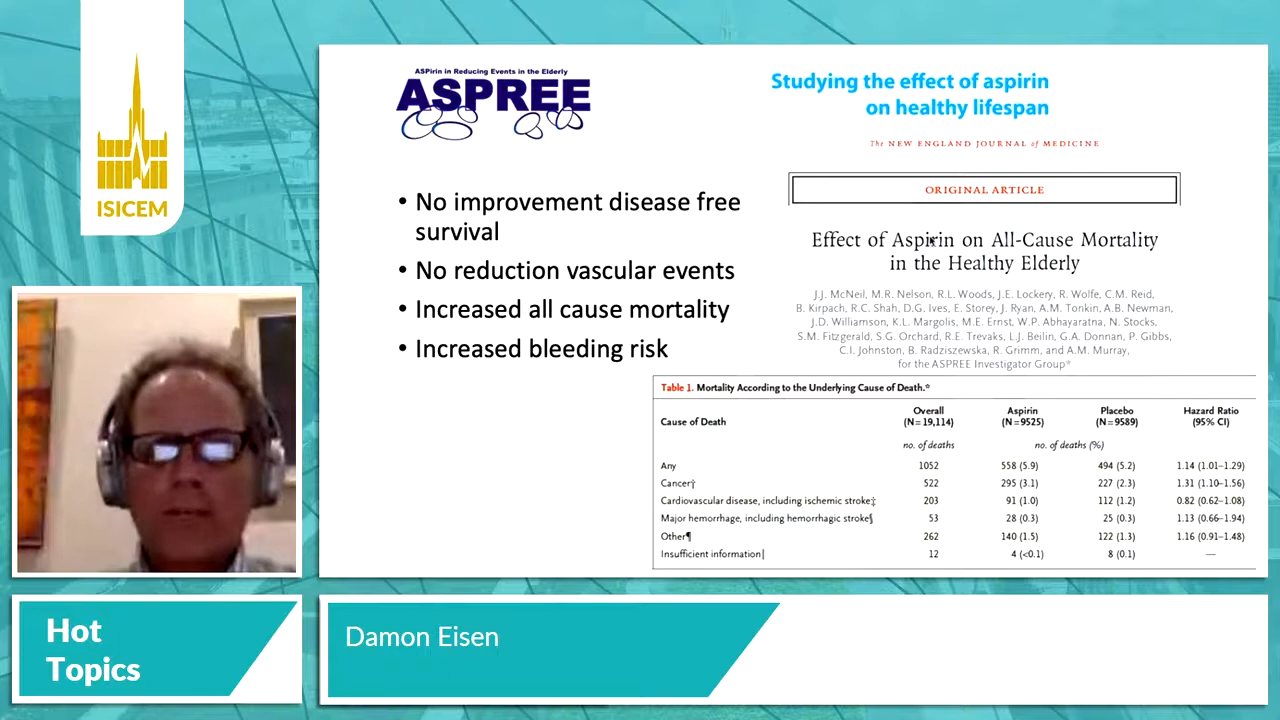 ISICEM
ASPirin in Reducing Events in the Elderly
ASPREE
Studying the effect of aspirin
on healthy lifespan
The NEW ENGLAND JOURNAL of MEDICINE
ORIGINAL ARTICLE
Effect of Aspirin on All-Cause Mortality
in the Healthy Elderly
J.J. McNeil, M.R. Nelson, R.L. Woods, J.E. Lockery, R. Wolfe, C.M. Reid,
B. Kirpach, R.C. Shah, D.G. Ives, E. Storey, J. Ryan, A.M. Tonkin, A.B. Newman,
J.D. Williamson, K.L. Margolis, M.E. Ernst, W.P. Abhayaratna, N. Stocks,
S.M. Fitzgerald, S.G. Orchard, R.E. Trevaks, L.J. Beilin, G.A. Donnan, P. Gibbs,
C.I. Johnston, B. Radziszewska, R. Grimm, and A.M. Murray,
for the ASPREE Investigator Group*
• No improvement disease free
survival
• No reduction vascular events
• Increased all cause mortality
• Increased bleeding risk
Table 1. Mortality According to the Underlying Cause of Death.*
Cause of Death Overall (N=19,114) Aspirin (N=9525) Placebo (N=9589) Hazard Ratio (95% CI)
no. of deaths no. of deaths (%)
Any 1052 558 (5.9) 494 (5.2) 1.14 (1.01–1.29)
Cancer† 522 295 (3.1) 227 (2.3) 1.31 (1.10–1.56)
Cardiovascular disease, including ischemic stroke‡ 203 91 (1.0) 112 (1.2) 0.82 (0.62–1.08)
Major hemorrhage, including hemorrhagic stroke§ 53 28 (0.3) 25 (0.3) 1.13 (0.66–1.94)
Other¶ 262 140 (1.5) 122 (1.3) 1.16 (0.91–1.48)
Insufficient information| 12 4 (<0.1) 8 (0.1) —
Hot
Topics
Damon Eisen